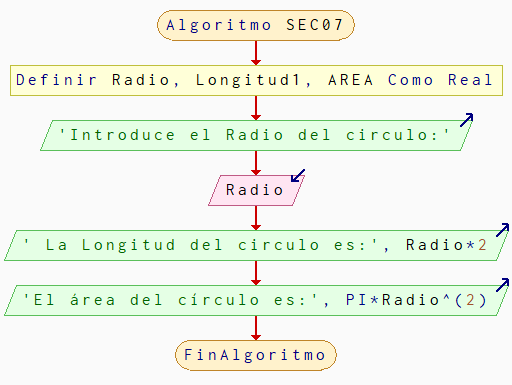 Algoritmo SEC07
Definir Radio, Longitud1, AREA Como Real
'Introduce el Radio del circulo:'
Radio
' La Longitud del circulo es:', Radio*2
'El área del círculo es:', PI*Radio^(2)
FinAlgoritmo